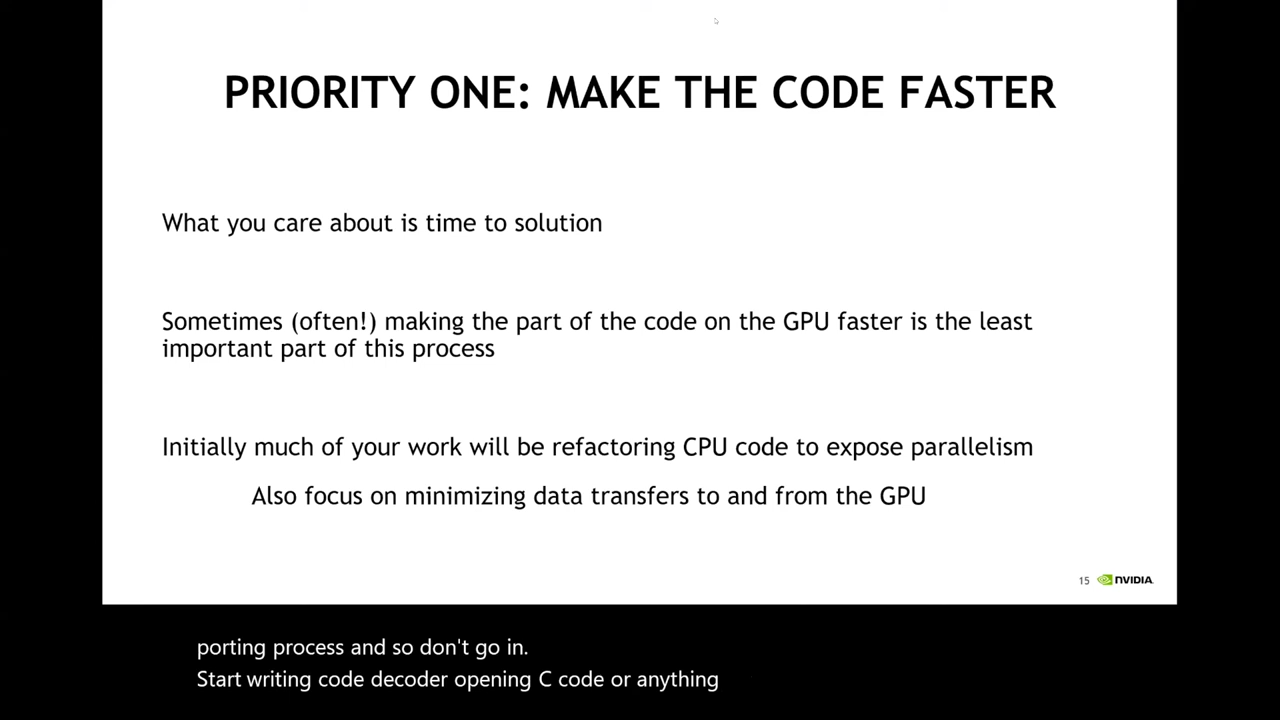 PRIORITY ONE: MAKE THE CODE FASTER
What you care about is time to solution
Sometimes (often!) making the part of the code on the GPU faster is the least
important part of this process
Initially much of your work will be refactoring CPU code to expose parallelism
Also focus on minimizing data transfers to and from the GPU
15 NVIDIA.
porting process and so don't go in.
Start writing code decoder opening C code or anything